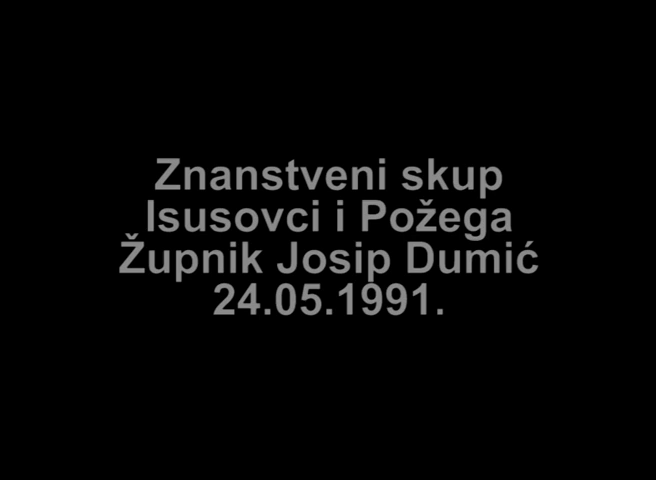 Znanstveni skup
Isusovci i Požega
Župnik Josip Dumić
24.05.1991.